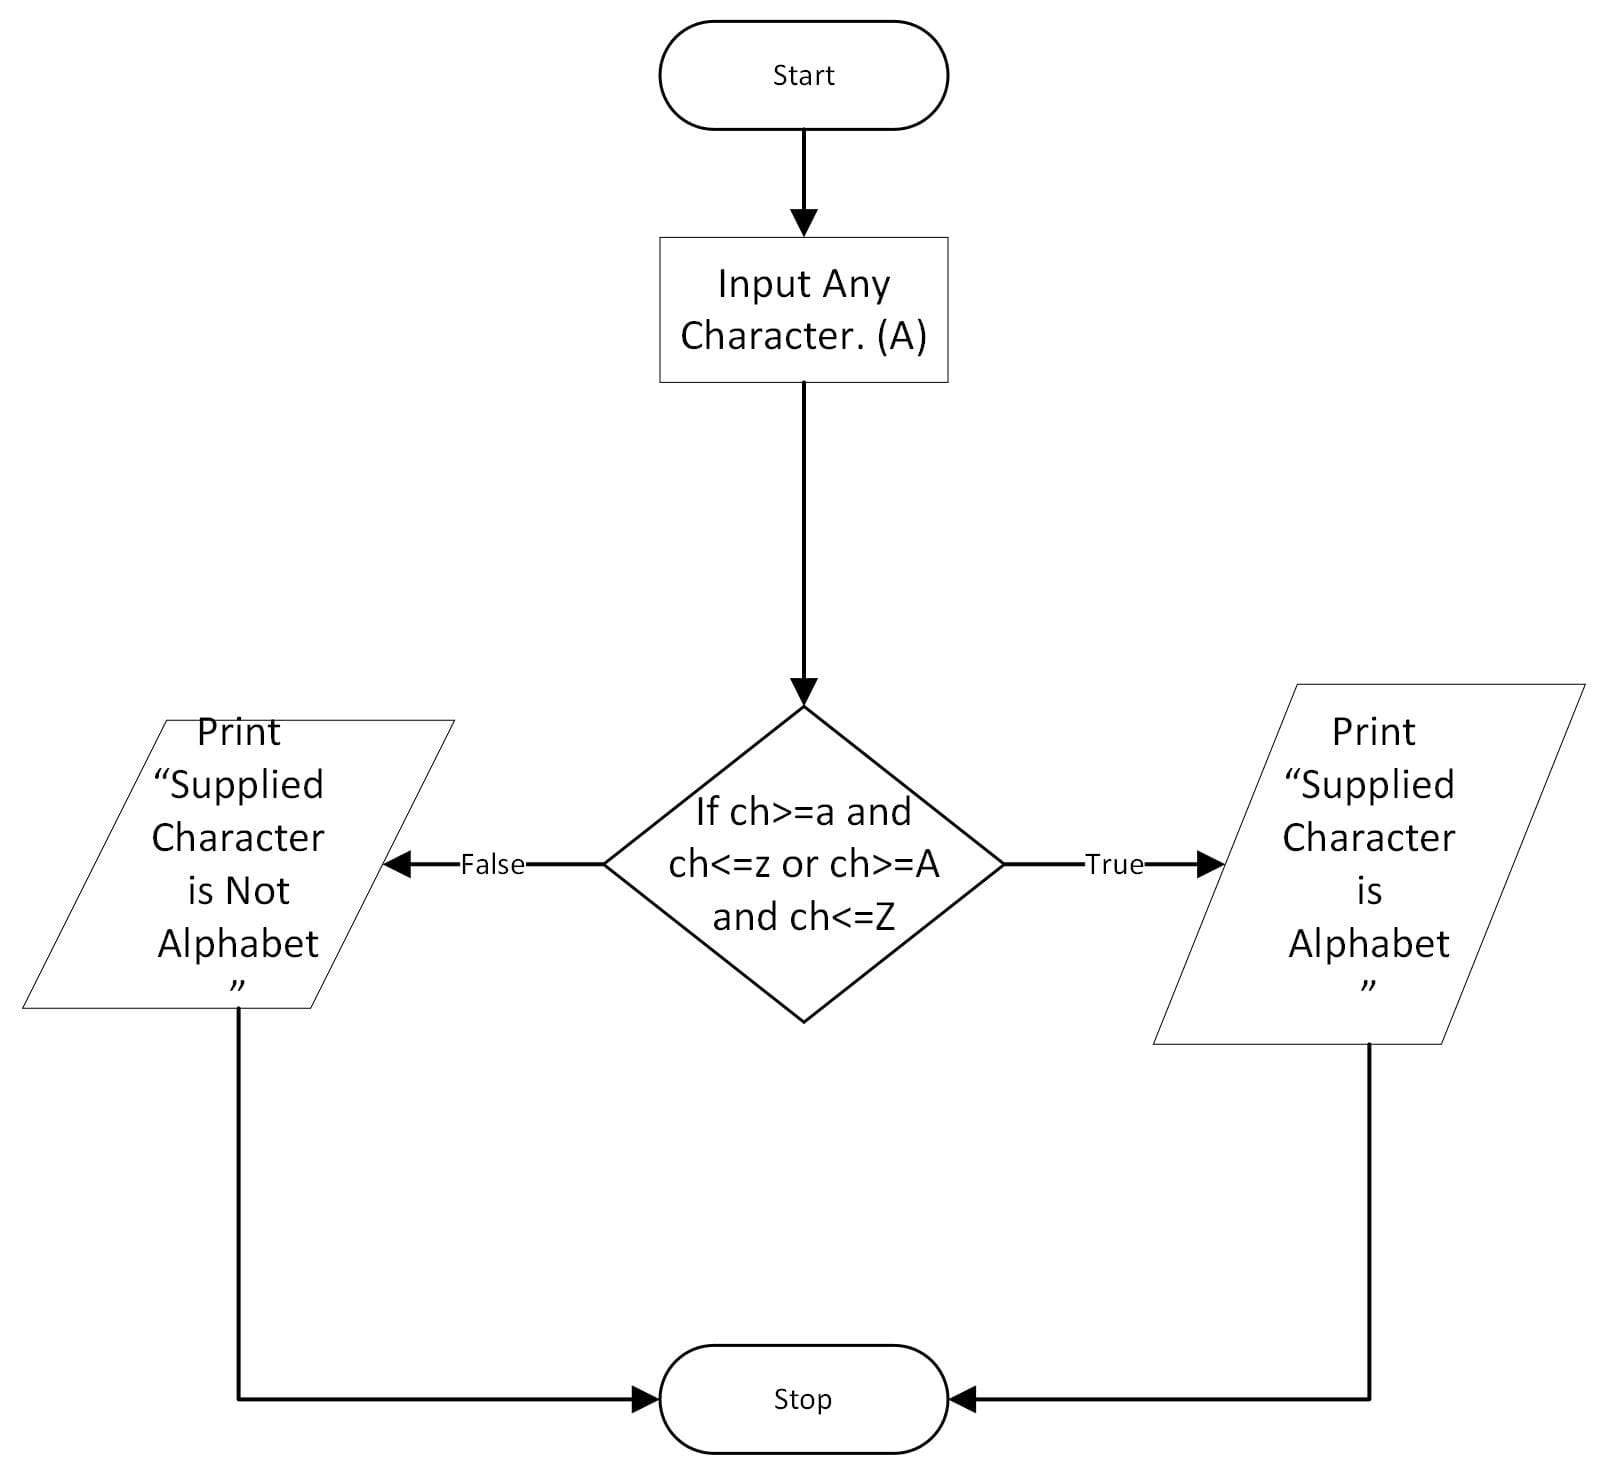 Start
Input Any
Character. (A)
If ch>=a and
ch<=z or ch>=A
and ch<=Z
False
True
Print
“Supplied
Character
is Not
Alphabet
”
Print
“Supplied
Character
is
Alphabet
”
Stop